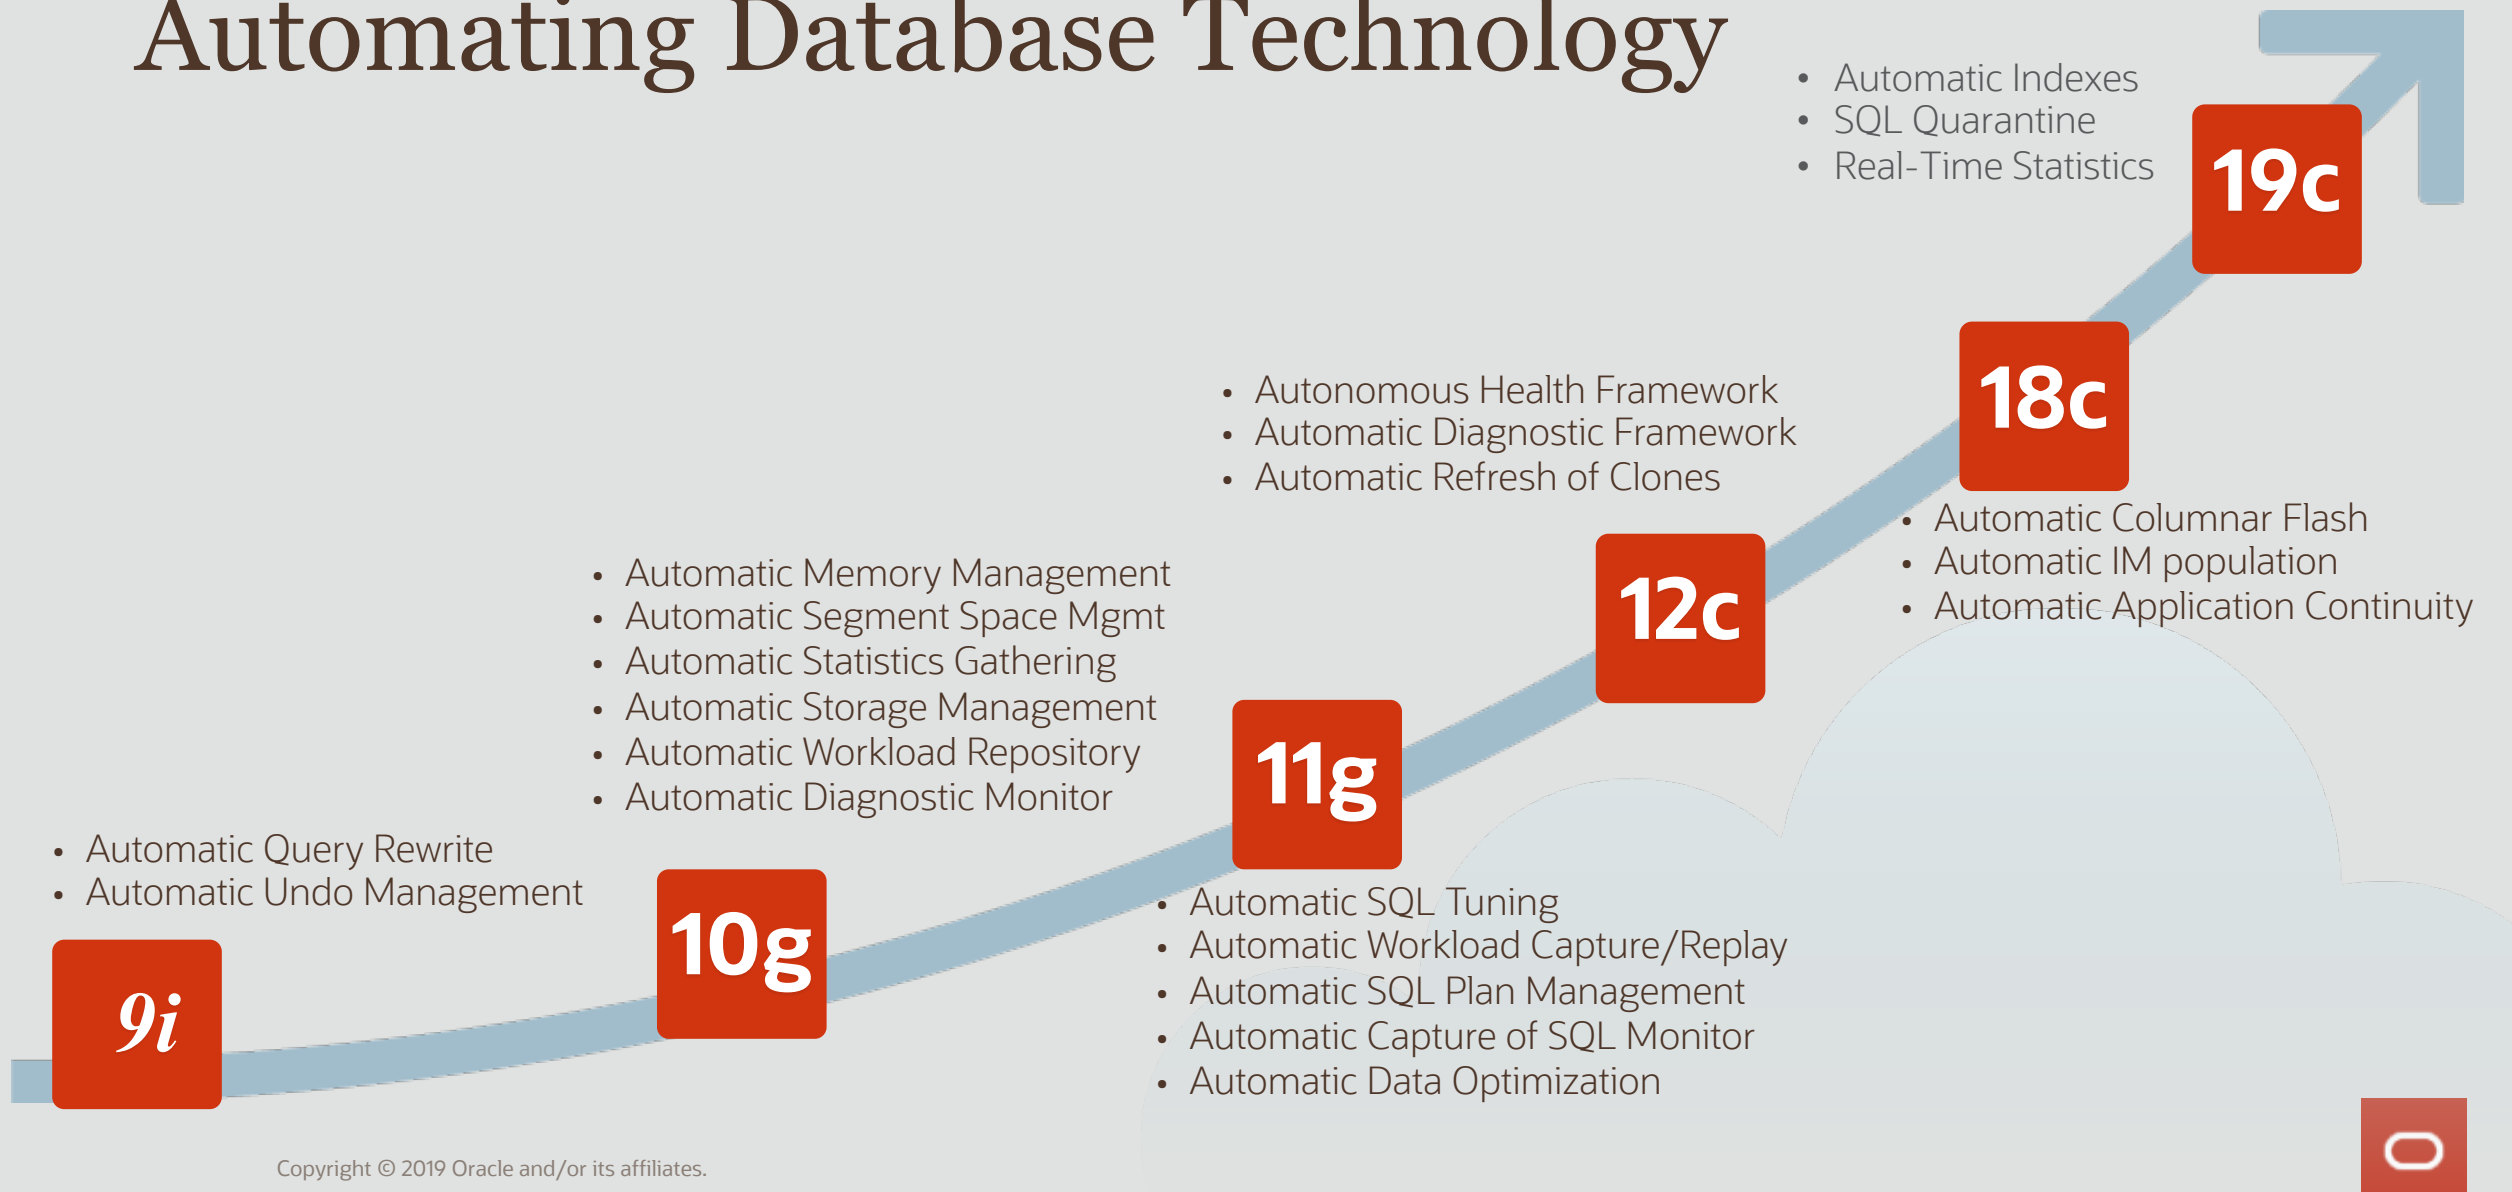 Automating Database Technology
• Automatic Indexes
• SQL Quarantine
• Real-Time Statistics
19c
18c
• Autonomous Health Framework
• Automatic Diagnostic Framework
• Automatic Refresh of Clones
• Automatic Columnar Flash
• Automatic IM population
• Automatic Application Continuity
12c
• Automatic Memory Management
• Automatic Segment Space Mgmt
• Automatic Statistics Gathering
• Automatic Storage Management
• Automatic Workload Repository
• Automatic Diagnostic Monitor
11g
• Automatic Query Rewrite
• Automatic Undo Management
10g
9i
• Automatic SQL Tuning
• Automatic Workload Capture/Replay
• Automatic SQL Plan Management
• Automatic Capture of SQL Monitor
• Automatic Data Optimization
Copyright © 2019 Oracle and/or its affiliates.